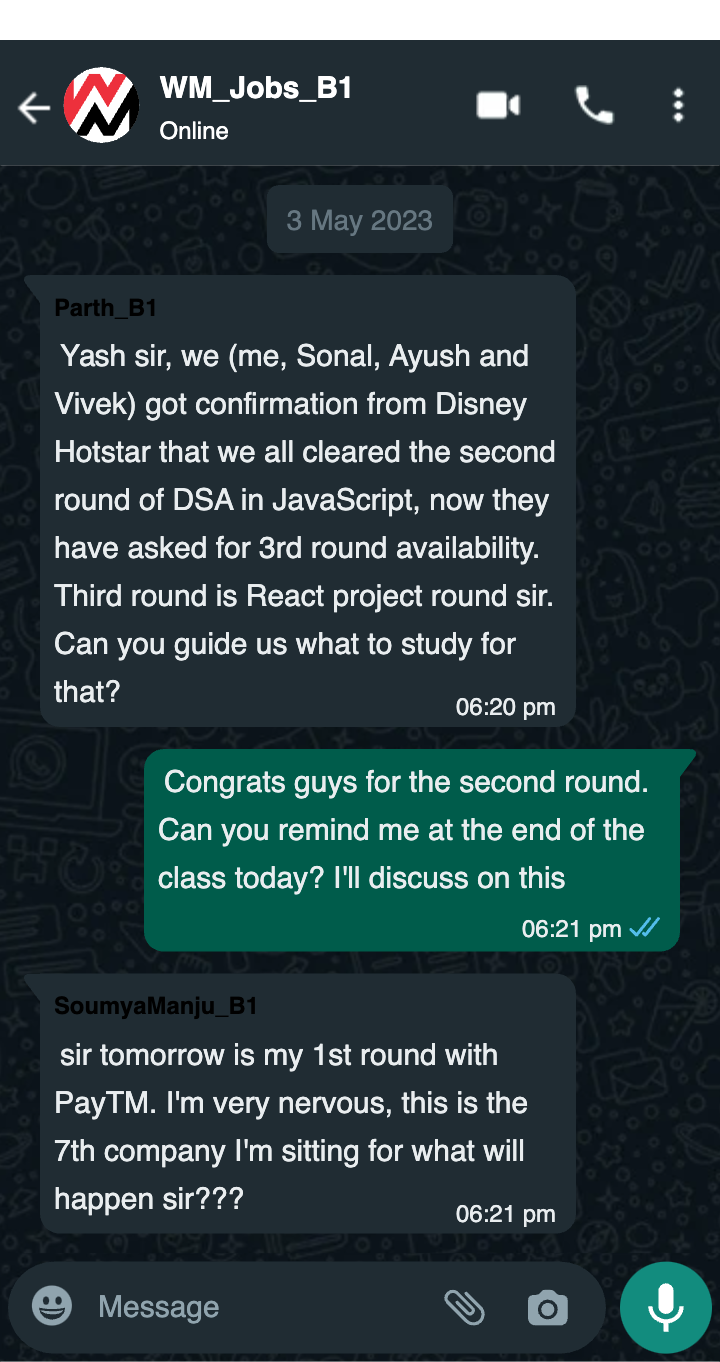 WM_Jobs_B1
Online
3 May 2023
Parth_B1
Yash sir, we (me, Sonal, Ayush and
Vivek) got confirmation from Disney
Hotstar that we all cleared the second
round of DSA in JavaScript, now they
have asked for 3rd round availability.
Third round is React project round sir.
Can you guide us what to study for
that?
06:20 pm
Congrats guys for the second round.
Can you remind me at the end of the
class today? I'll discuss on this
06:21 pm
SoumyaManju_B1
sir tomorrow is my 1st round with
PayTM. I'm very nervous, this is the
7th company I'm sitting for what will
happen sir???
06:21 pm
Message